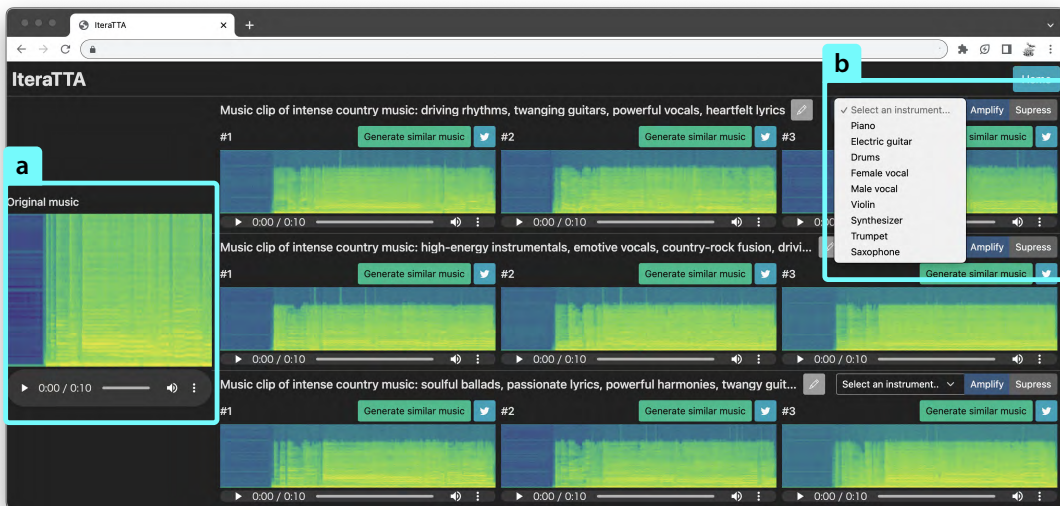 IteraTTA
b
IteraTTA
Home
Music clip of intense country music: driving rhythms, twanging guitars, powerful vocals, heartfelt lyrics
✓ Select an instrument...
Amplify
Supress
Piano
Electric guitar
Drums
Female vocal
Male vocal
Violin
Synthesizer
Trumpet
Saxophone
#1
Generate similar music
#2
Generate similar music
#3
similar music
a
Original music
0:00 / 0:10
0:00 / 0:10
0:00 / 0:10
Music clip of intense country music: high-energy instrumentals, emotive vocals, country-rock fusion, drivi...
Amplify
Supress
#1
Generate similar music
#2
Generate similar music
#3
Generate similar music
0:00 / 0:10
0:00 / 0:10
0:00 / 0:10
Music clip of intense country music: soulful ballads, passionate lyrics, powerful harmonies, twangy guit...
Select an instrument..
Amplify
Supress
#1
Generate similar music
#2
Generate similar music
#3
Generate similar music
0:00 / 0:10
0:00 / 0:10
0:00 / 0:10